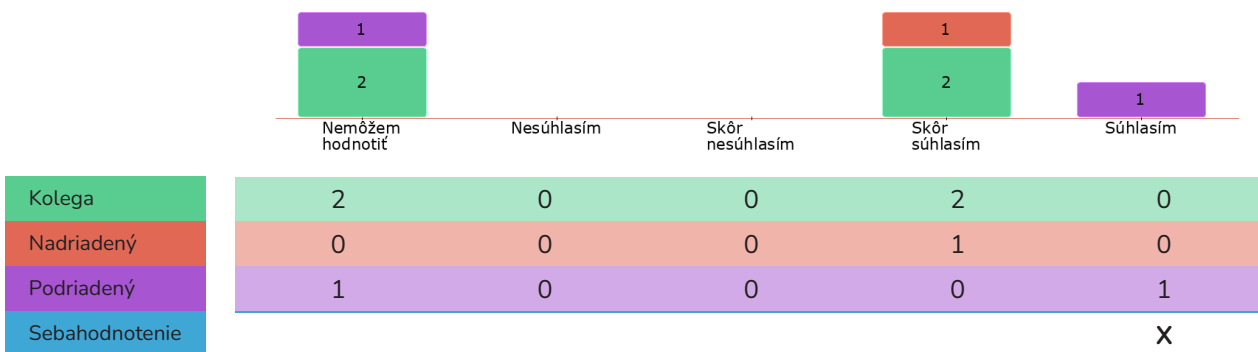 1
2
1
2
1
Nemôžem
hodnotiť
Nesúhlasím
Skôr
nesúhlasím
Skôr
súhlasím
Súhlasím
Kolega 2 0 0 2 0
Nadriadený 0 0 0 1 0
Podriadený 1 0 0 0 1
Sebahodnotenie X